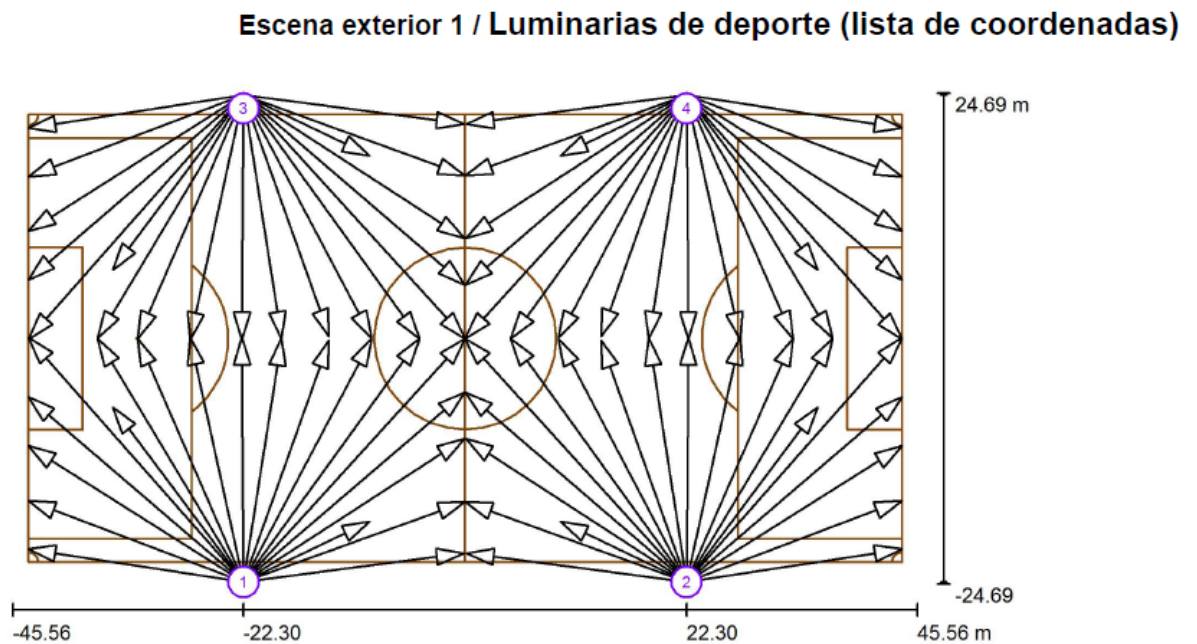 Escena exterior 1 / Luminarias de deporte (lista de coordenadas)
3
4
24.69 m
1
2
-24.69
-45.56
-22.30
22.30
45.56 m